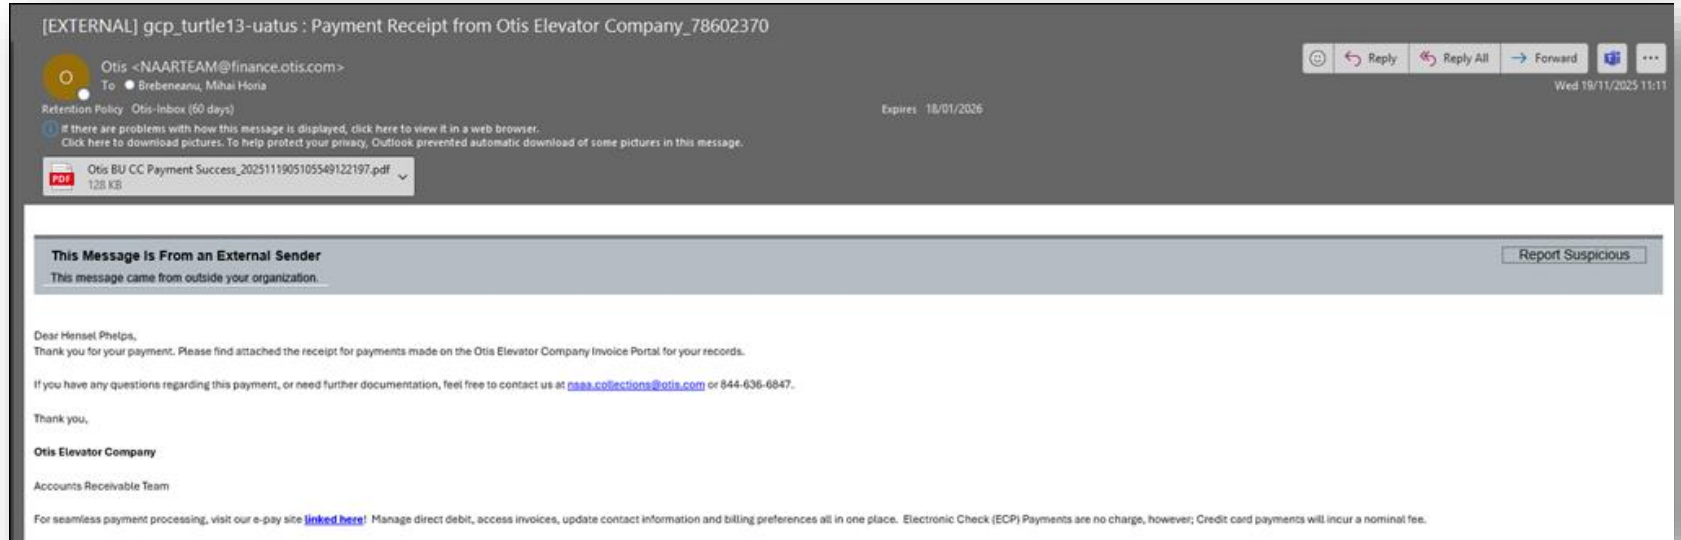 [EXTERNAL] gcp_turtle13-uatus : Payment Receipt from Otis Elevator Company_78602370
O
Otis <NAARTEAM@finance.otis.com>
To Brebeneanu, Mihai Horia
Reply
Reply All
Forward
Wed 19/11/2025 11:11
Retention Policy Otis-Inbox (60 days)
Expires 18/01/2026
If there are problems with how this message is displayed, click here to view it in a web browser.
Click here to download pictures. To help protect your privacy, Outlook prevented automatic download of some pictures in this message.
PDF
Otis BU CC Payment Success_2025111905105549122197.pdf
128 KB
This Message Is From an External Sender
Report Suspicious
This message came from outside your organization.
Dear Hensel Phelps,
Thank you for your payment. Please find attached the receipt for payments made on the Otis Elevator Company Invoice Portal for your records.
If you have any questions regarding this payment, or need further documentation, feel free to contact us at nsaa.collections@otis.com or 844-636-6847.
Thank you,
Otis Elevator Company
Accounts Receivable Team
For seamless payment processing, visit our e-pay site linked here! Manage direct debit, access invoices, update contact information and billing preferences all in one place. Electronic Check (ECP) Payments are no charge, however; Credit card payments will incur a nominal fee.